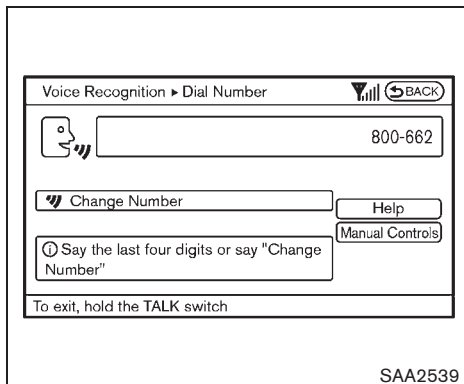 Voice Recognition ▸ Dial Number
BACK
800-662
Change Number
Help
Manual Controls
Say the last four digits or say "Change
Number"
To exit, hold the TALK switch
SAA2539